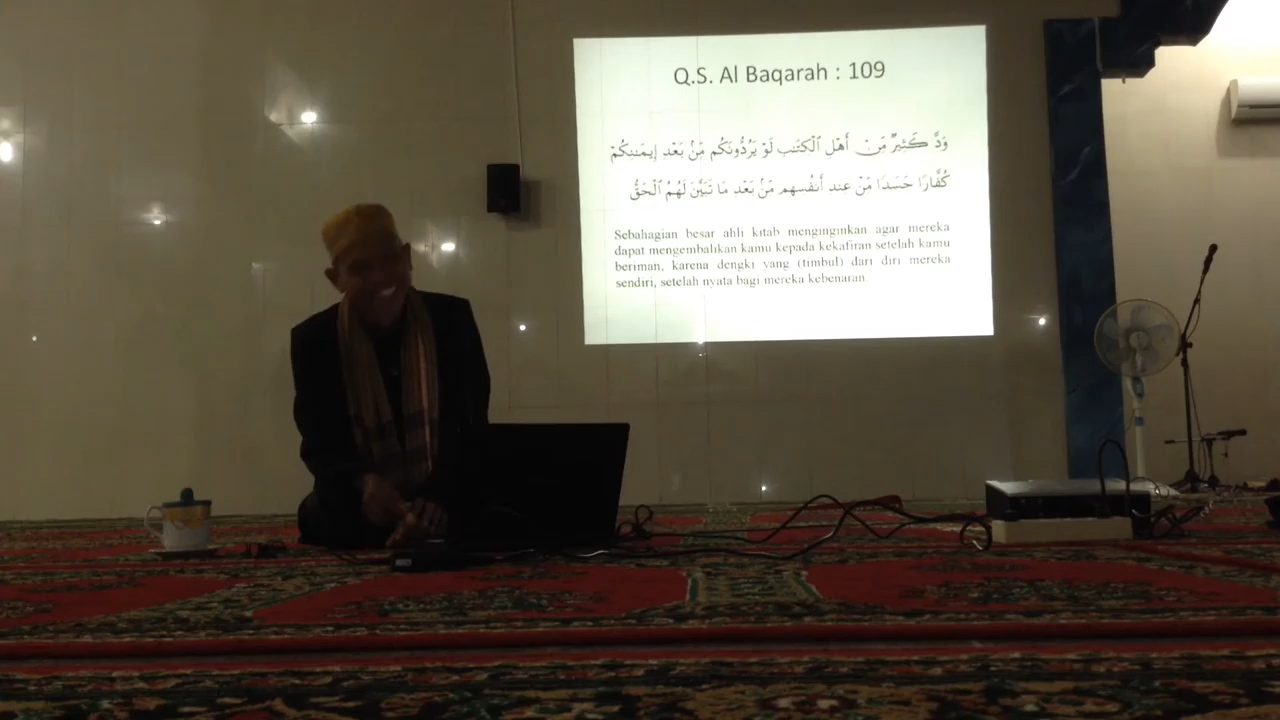 Q.S. Al Baqarah : 109
وَدَّ كَثِيرٌ مِّنْ أَهْلِ ٱلْكِتَٰبِ لَوْ يَرُدُّونَكُم مِّنۢ بَعْدِ إِيمَٰنِكُمْ
كُفَّارًا حَسَدًا مِّنْ عِندِ أَنفُسِهِم مِّنۢ بَعْدِ مَا تَبَيَّنَ لَهُمُ ٱلْحَقُّ
Sebahagian besar ahli kitab menginginkan agar mereka
dapat mengembalikan kamu kepada kekafiran setelah kamu
beriman, karena dengki yang (timbul) dari diri mereka
sendiri, setelah nyata bagi mereka kebenaran.